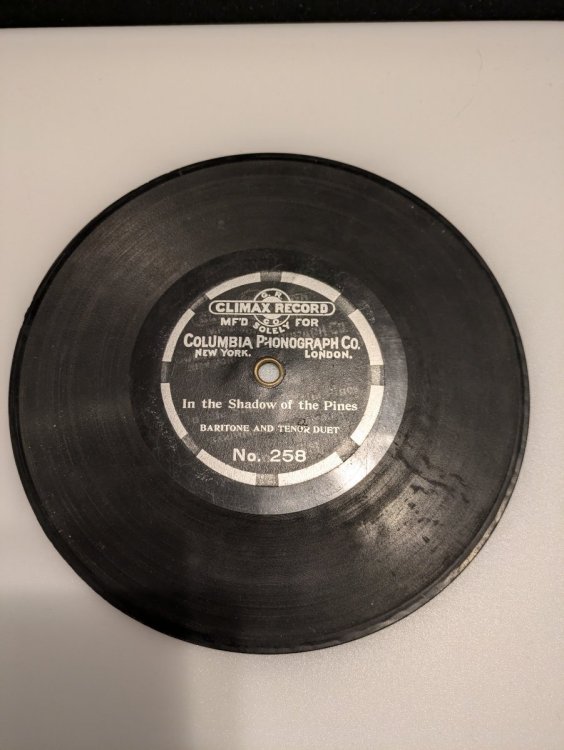 G. R.
CLIMAX RECORD
CO.
MF'D SOLELY FOR
COLUMBIA PHONOGRAPH CO.
NEW YORK. LONDON.
In the Shadow of the Pines
BARITONE AND TENOR DUET
No. 258